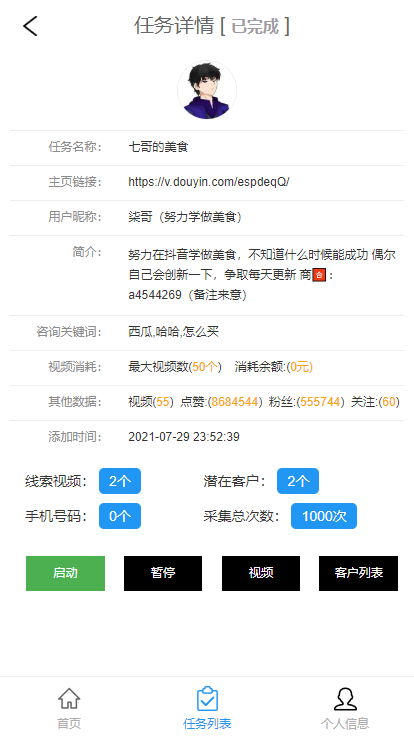 任务详情 [ 已完成 ]
任务名称： 七哥的美食
主页链接： https://v.douyin.com/espdeqQ/
用户昵称： 柒哥（努力学做美食）
简介： 努力在抖音学做美食，不知道什么时候能成功 偶尔
自己会创新一下，争取每天更新 商🈴：
a4544269（备注来意）
咨询关键词： 西瓜,哈哈,怎么买
视频消耗： 最大视频数(50个) 消耗余额:(0元)
其他数据： 视频(55) 点赞:(8684544) 粉丝:(555744) 关注:(60)
添加时间： 2021-07-29 23:52:39
线索视频： 2个 潜在客户： 2个
手机号码： 0个 采集总次数： 1000次
启动 暂停 视频 客户列表
首页 任务列表 个人信息